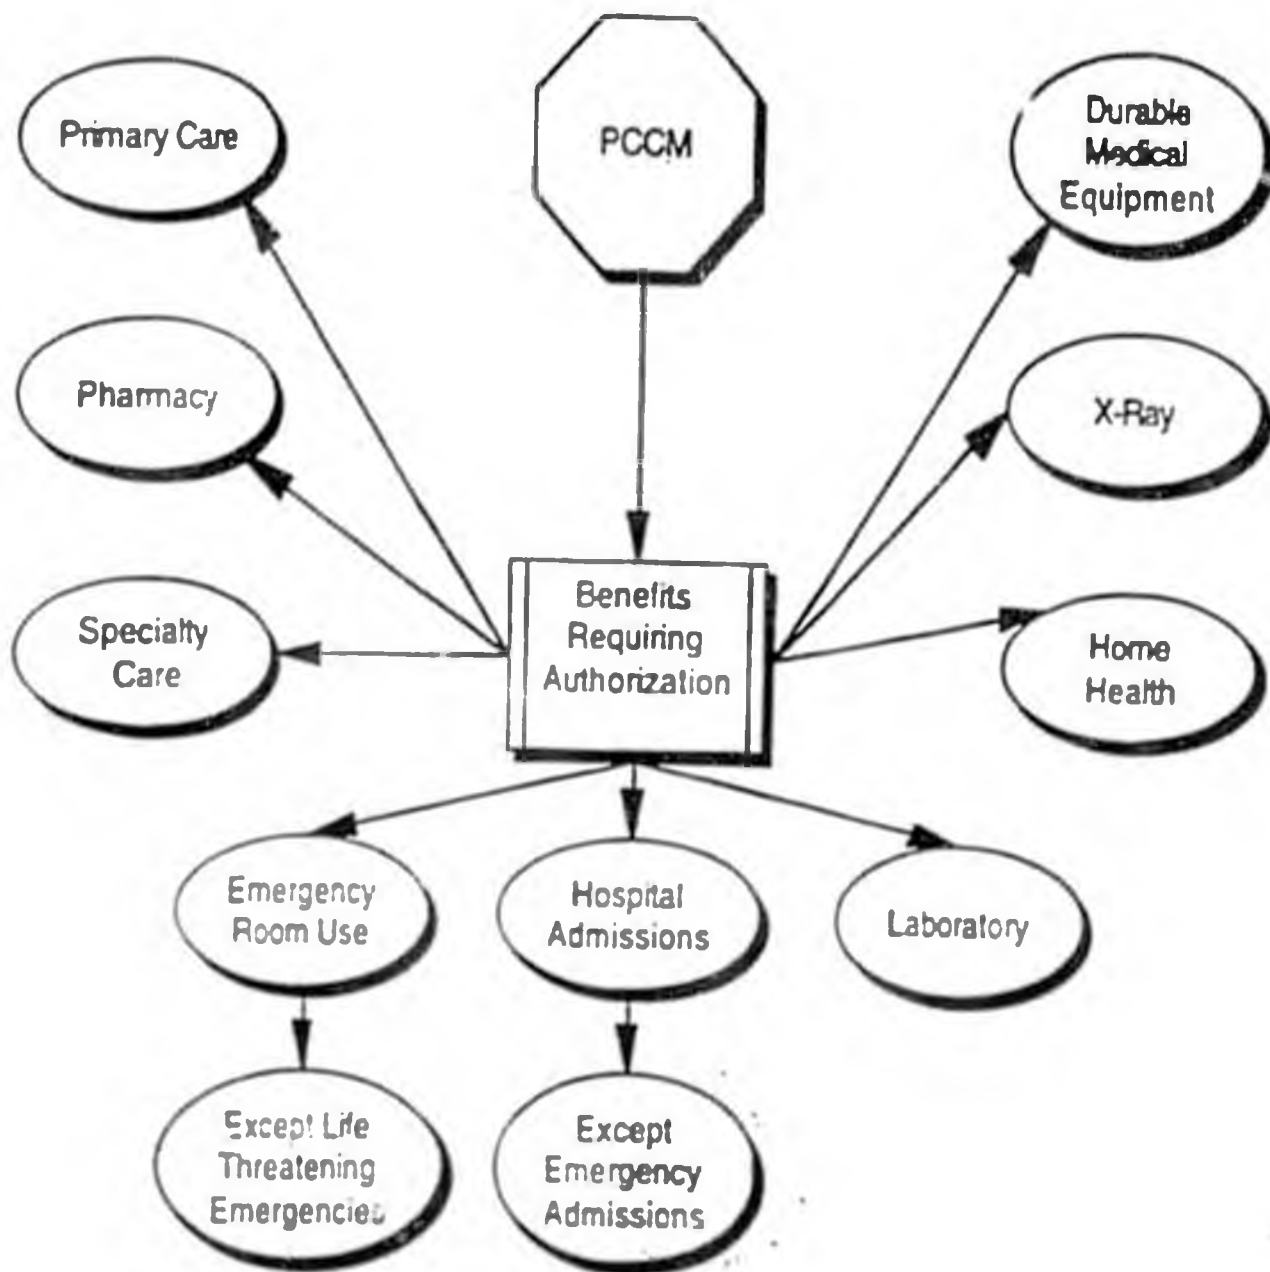 PCCM
Primary Care
Durable
Medical
Equipment
Pharmacy
X-Ray
Benefits
Requiring
Authorization
Specialty
Care
Home
Health
Emergency
Room Use
Hospital
Admissions
Laboratory
Except Life
Threatening
Emergencies
Except
Emergency
Admissions